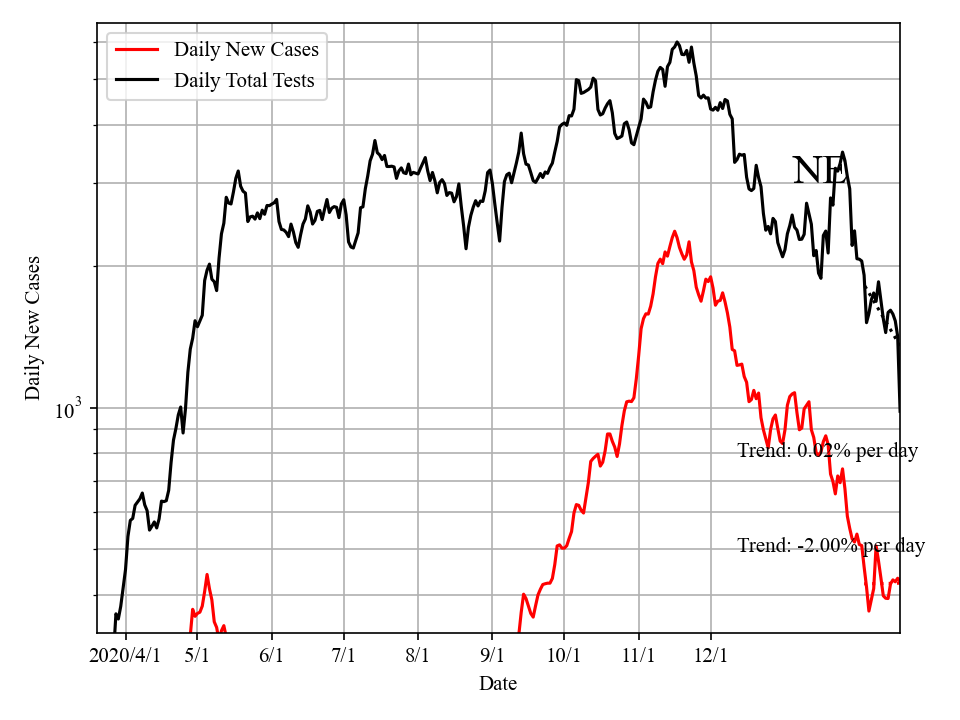 Daily New Cases
Daily Total Tests
NE
Daily New Cases
10^3
Trend: 0.02% per day
Trend: -2.00% per day
2020/4/1 5/1 6/1 7/1 8/1 9/1 10/1 11/1 12/1
Date